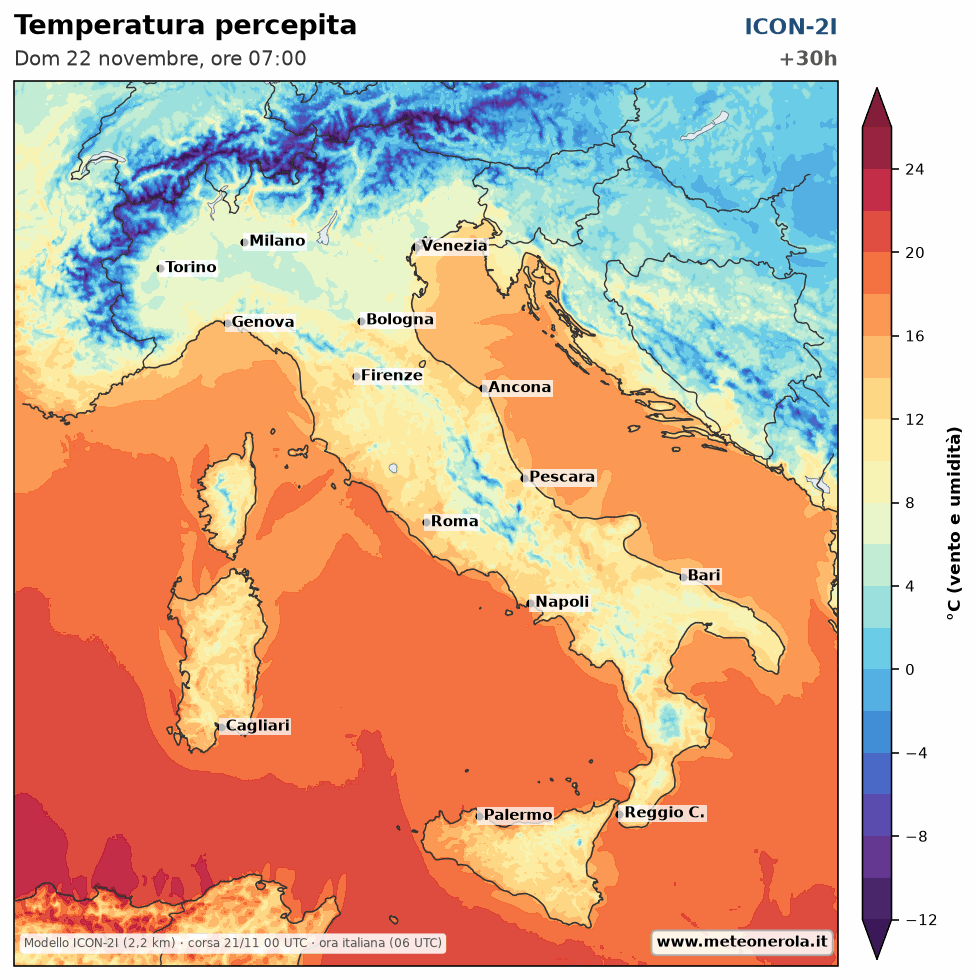 Temperatura percepita
ICON-2I
Dom 22 novembre, ore 07:00
+30h
Milano
Venezia
Torino
Genova
Bologna
Firenze
Ancona
Pescara
Roma
Bari
Napoli
Cagliari
Palermo
Reggio C.
24
20
16
12
8
4
0
−4
−8
−12
°C (vento e umidità)
Modello ICON-2I (2,2 km) · corsa 21/11 00 UTC · ora italiana (06 UTC)
www.meteonerola.it